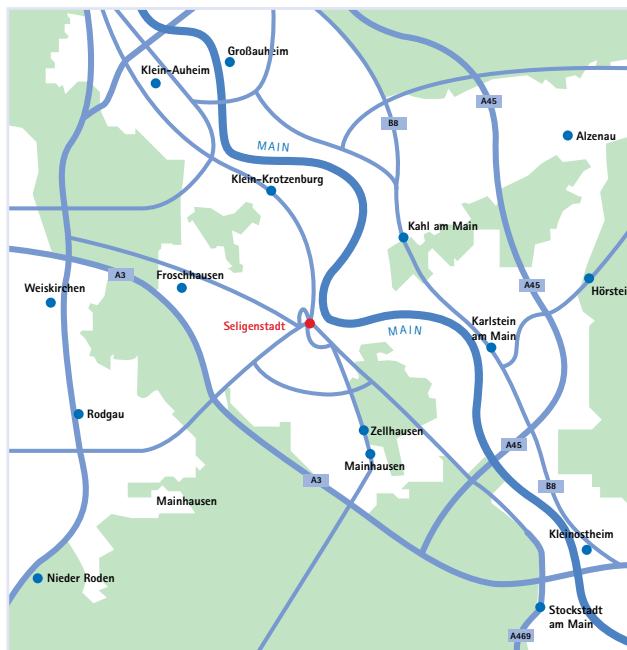 Großauheim
Klein-Auheim
A45
B8
Alzenau
MAIN
Klein-Krotzenburg
Kahl am Main
A3
Froschhausen
Weiskirchen
A45
Hörstei
Seligenstadt
MAIN
Karlstein
am Main
Rodgau
Zellhausen
A45
Mainhausen
A3
B8
Mainhausen
Kleinostheim
Nieder Roden
Stockstadt
am Main
A469